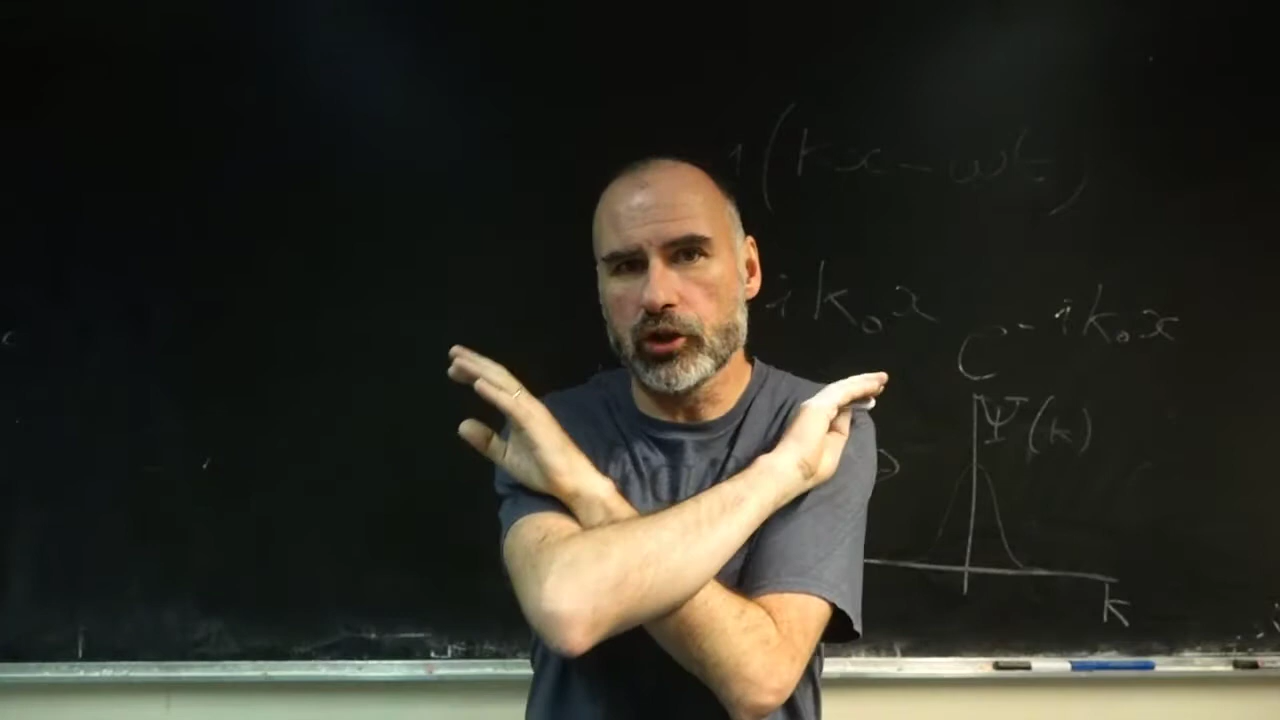 i(kx-ωt)
ik₀x
e^-ik₀x
Ψ(k)
k